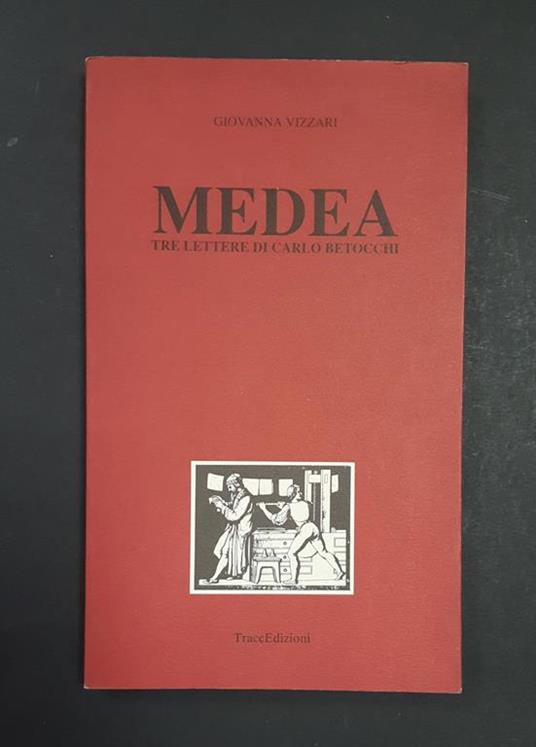 GIOVANNA VIZZARI
MEDEA
TRE LETTERE DI CARLO BETOCCHI
TraccEdizioni